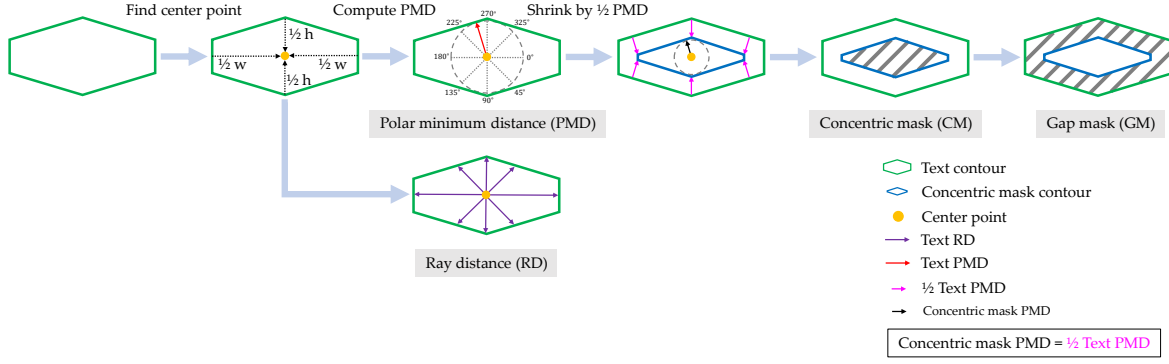 Find center point
Compute PMD
Shrink by ½ PMD
½ h
½ w
½ w
½ h
270°
225°
325°
180°
0°
135°
45°
90°
Polar minimum distance (PMD)
Concentric mask (CM)
Gap mask (GM)
Ray distance (RD)
Text contour
Concentric mask contour
Center point
Text RD
Text PMD
½ Text PMD
Concentric mask PMD
Concentric mask PMD = ½ Text PMD